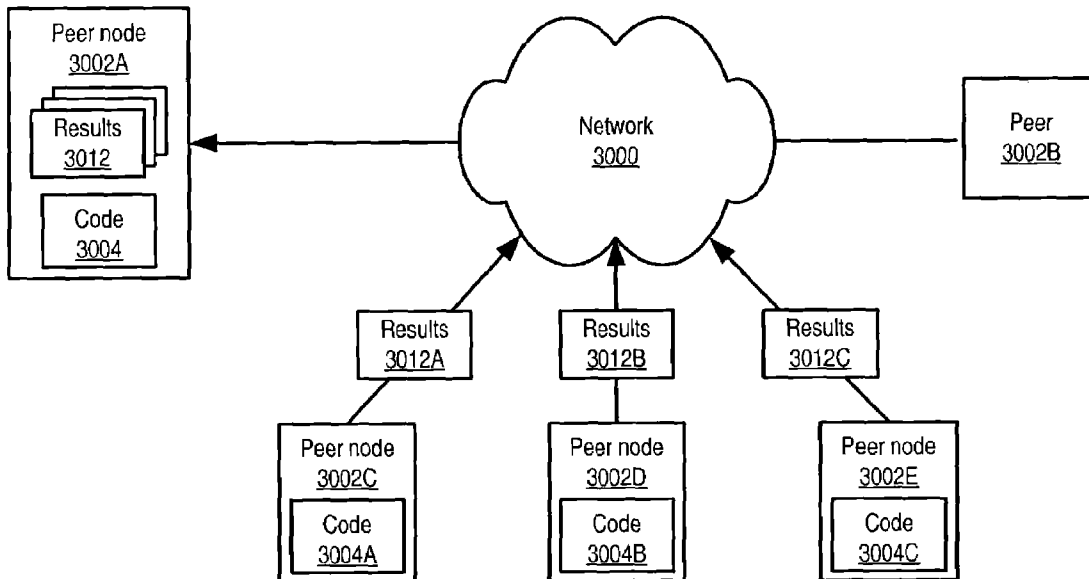 Peer node
3002A
Results
3012
Code
3004
Network
3000
Peer
3002B
Results
3012A
Results
3012B
Results
3012C
Peer node
3002C
Code
3004A
Peer node
3002D
Code
3004B
Peer node
3002E
Code
3004C